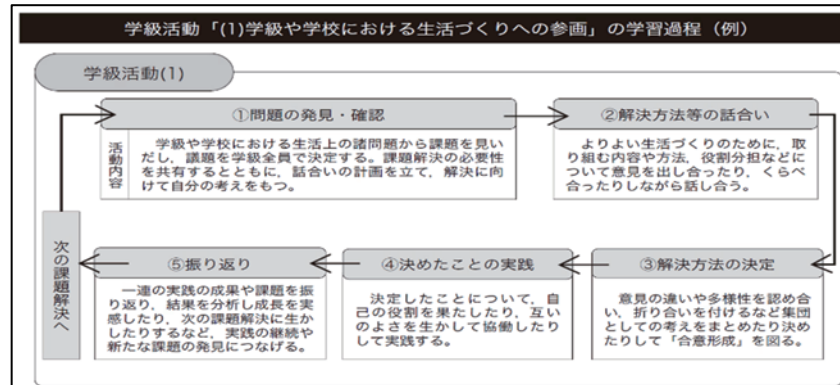 学級活動「(1)学級や学校における生活づくりへの参画」の学習過程（例）
学級活動(1)
①問題の発見・確認
活動内容
学級や学校における生活上の諸問題から課題を見い
だし，議題を学級全員で決定する。課題解決の必要性
を共有するとともに，話合いの計画を立て，解決に向
けて自分の考えをもつ。
②解決方法等の話合い
よりよい生活づくりのために，取
り組む内容や方法，役割分担などに
ついて意見を出し合ったり，くらべ
合ったりしながら話し合う。
③解決方法の決定
意見の違いや多様性を認め合
い，折り合いを付けるなど集団
としての考えをまとめたり決め
たりして「合意形成」を図る。
④決めたことの実践
決定したことについて，自
己の役割を果たしたり，互い
のよさを生かして協働したり
して実践する。
⑤振り返り
一連の実践の成果や課題を振
り返り，結果を分析し成長を実
感したり，次の課題解決に生か
したりするなど，実践の継続や
新たな課題の発見につなげる。
次の課題解決へ